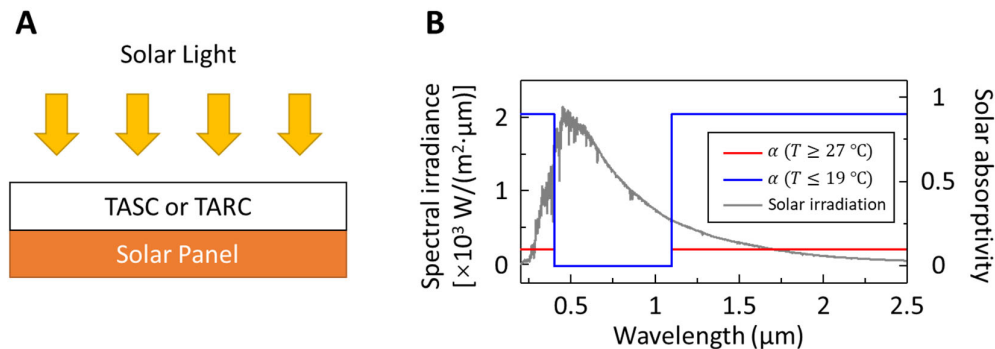 A
Solar Light
TASC or TARC
Solar Panel
B
Spectral irradiance
[×10³ W/(m²·μm)]
2
1
0
1
0.5
0
Solar absorptivity
α (T ≥ 27 °C)
α (T ≤ 19 °C)
Solar irradiation
0.5
1
1.5
2
2.5
Wavelength (μm)